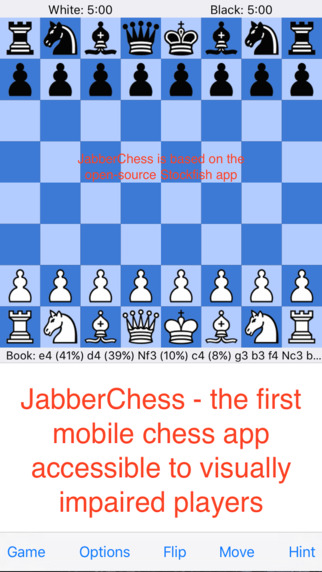 White: 5:00 Black: 5:00
JabberChess is based on the
open-source Stockfish app
Book: e4 (41%) d4 (39%) Nf3 (10%) c4 (8%) g3 b3 f4 Nc3 b...
JabberChess - the first
mobile chess app
accessible to visually
impaired players
Game Options Flip Move Hint